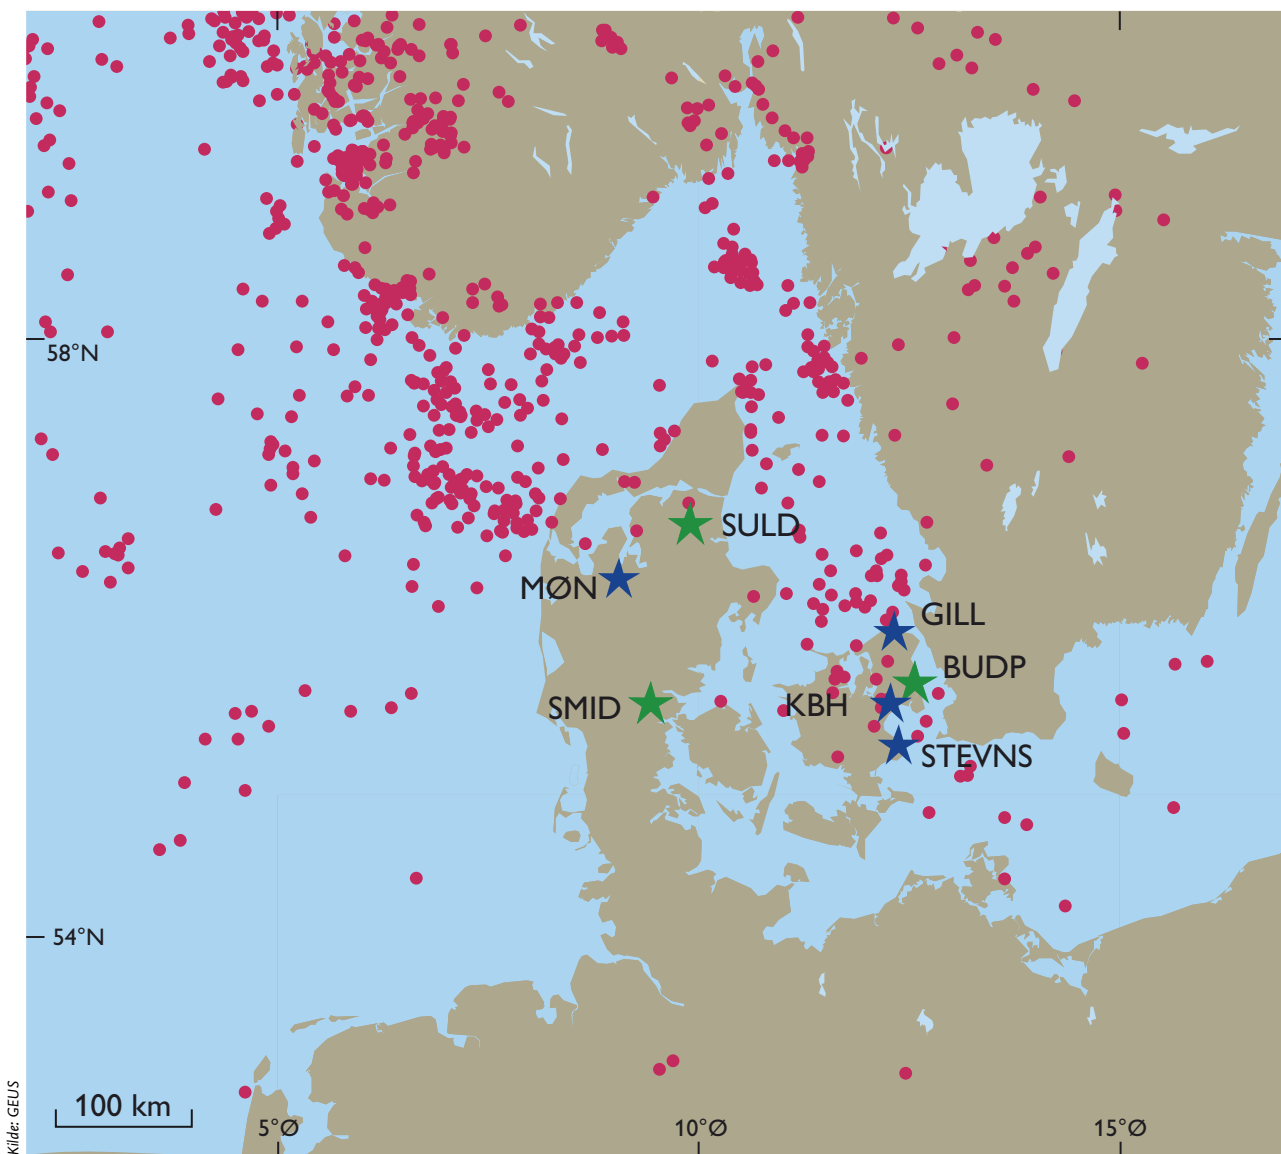 58°N
SULD
MØN
GILL
BUDP
SMID
KBH
STEVNS
54°N
100 km
5°Ø
10°Ø
15°Ø
Kilde: GEUS